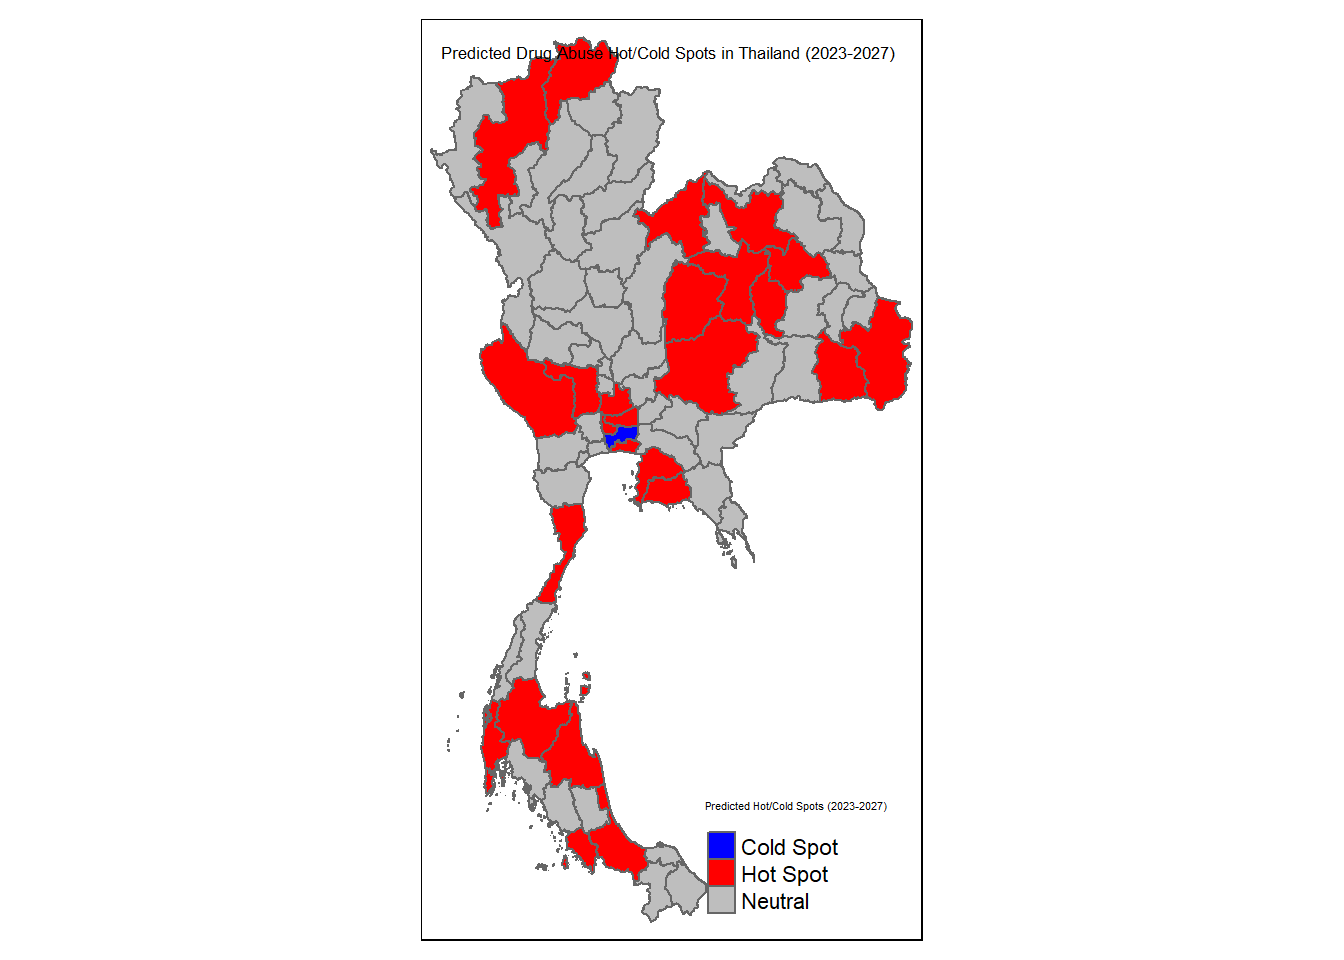 Predicted Drug Abuse Hot/Cold Spots in Thailand (2023-2027)
Predicted Hot/Cold Spots (2023-2027)
Cold Spot
Hot Spot
Neutral